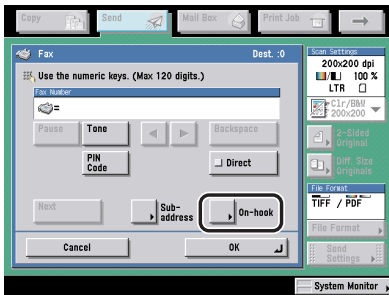 Copy
Send
Mail Box
Print Job
Fax
Dest. :0
Use the numeric keys. (Max 120 digits.)
Fax Number
=
Pause
Tone
Backspace
PIN
Code
Direct
Next
Sub-
address
On-hook
Cancel
OK
Scan Settings
200x200 dpi
100 %
LTR
Clr/B&W
200x200
2-Sided
Original
Diff. Size
Originals
File Format
TIFF / PDF
File Format
Send
Settings
System Monitor